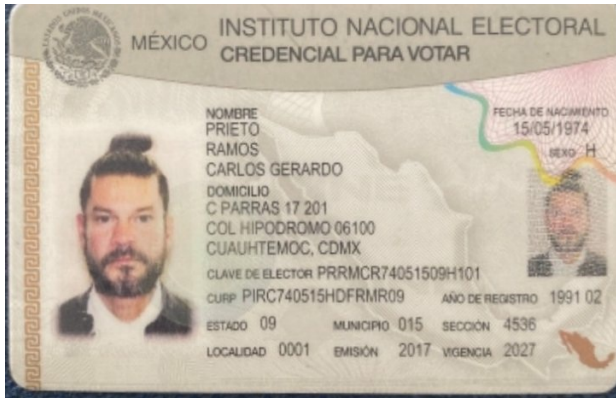 MÉXICO
INSTITUTO NACIONAL ELECTORAL
CREDENCIAL PARA VOTAR
NOMBRE
PRIETO
RAMOS
CARLOS GERARDO
FECHA DE NACIMIENTO
15/05/1974
SEXO H
DOMICILIO
C PARRAS 17 201
COL HIPODROMO 06100
CUAUHTEMOC, CDMX
CLAVE DE ELECTOR PRRMCR74051509H101
CURP PIRC740515HDFRMR09 AÑO DE REGISTRO 1991 02
ESTADO 09 MUNICIPIO 015 SECCIÓN 4536
LOCALIDAD 0001 EMISIÓN 2017 VIGENCIA 2027